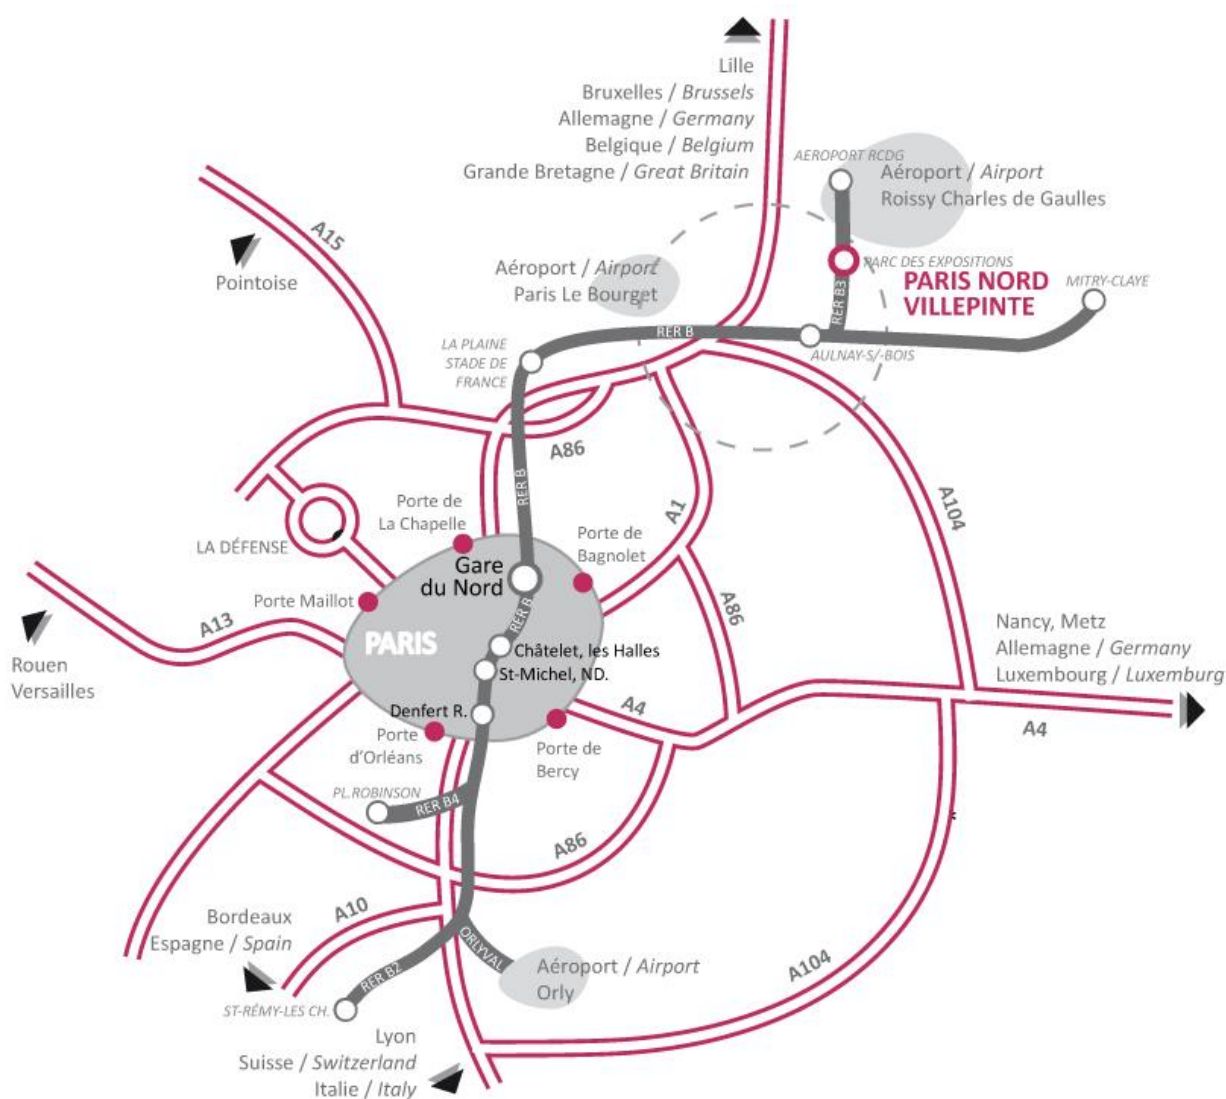 Lille
Bruxelles / Brussels
Allemagne / Germany
Belgique / Belgium
Grande Bretagne / Great Britain
AEROPORT RCDG
Aéroport / Airport
Roissy Charles de Gaulles
A15
Pointoise
Aéroport / Airport
Paris Le Bourget
PARC DES EXPOSITIONS
PARIS NORD
VILLEPINTE
MITRY-CLAYE
RER B3
RER B
LA PLAINE
STADE DE
FRANCE
AULNAY-S/-BOIS
A86
RER B
Porte de
La Chapelle
A1
A104
LA DÉFENSE
Porte de
Bagnolet
Gare
du Nord
Porte Maillot
RER B
A13
A86
PARIS
Châtelet, les Halles
St-Michel, ND.
Rouen
Versailles
Nancy, Metz
Allemagne / Germany
Luxembourg / Luxemburg
A4
A4
Denfert R.
Porte
d'Orléans
Porte de
Bercy
PL.ROBINSON
RER B4
A86
A10
Bordeaux
Espagne / Spain
ORLYVAL
RER B2
Aéroport / Airport
Orly
A104
ST-RÉMY-LES CH.
Lyon
Suisse / Switzerland
Italie / Italy